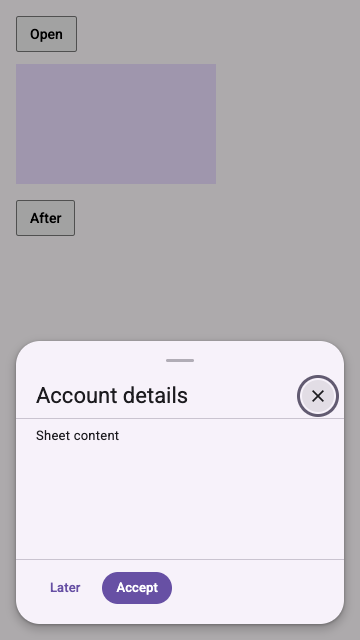 Open
After
Account details
Sheet content
Later
Accept